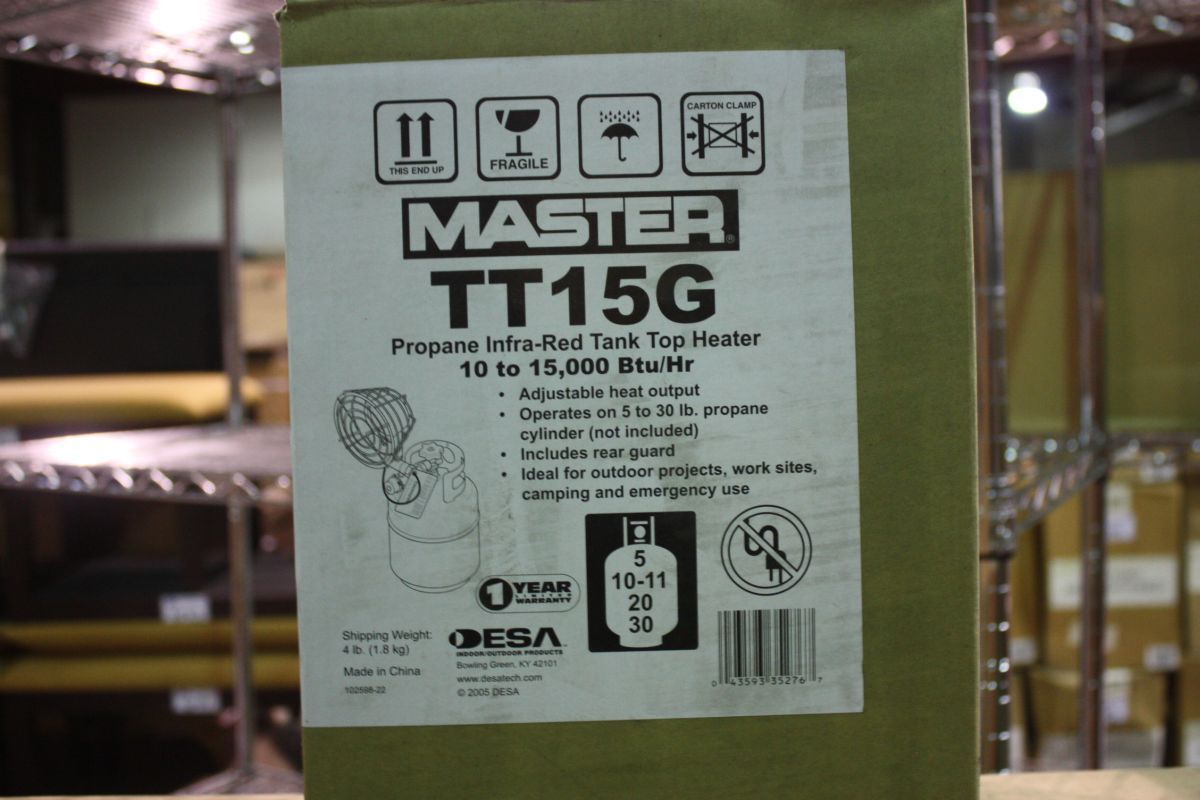 THIS END UP
FRAGILE
CARTON CLAMP
MASTER®
TT15G
Propane Infra-Red Tank Top Heater
10 to 15,000 Btu/Hr
• Adjustable heat output
• Operates on 5 to 30 lb. propane
cylinder (not included)
• Includes rear guard
• Ideal for outdoor projects, work sites,
camping and emergency use
1 YEAR
LIMITED
WARRANTY
5
10-11
20
30
Shipping Weight:
4 lb. (1.8 kg)
Made in China
102598-22
DESA™
INDOOR/OUTDOOR PRODUCTS
Bowling Green, KY 42101
www.desatech.com
© 2005 DESA
0 43593 35276 7